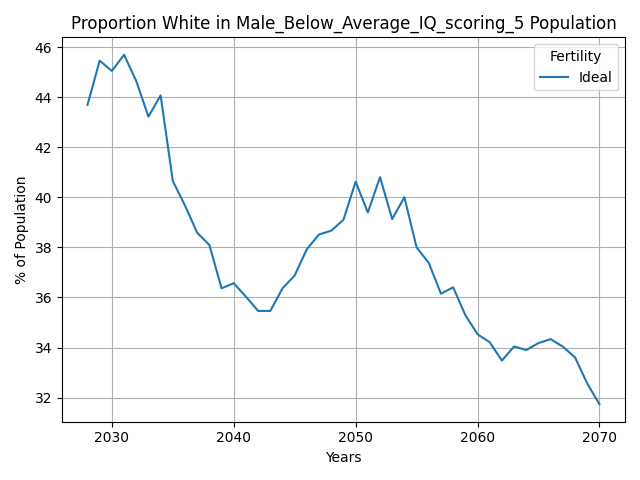 Proportion White in Male_Below_Average_IQ_scoring_5 Population
Fertility
Ideal
% of Population
46
44
42
40
38
36
34
32
2030 2040 2050 2060 2070
Years